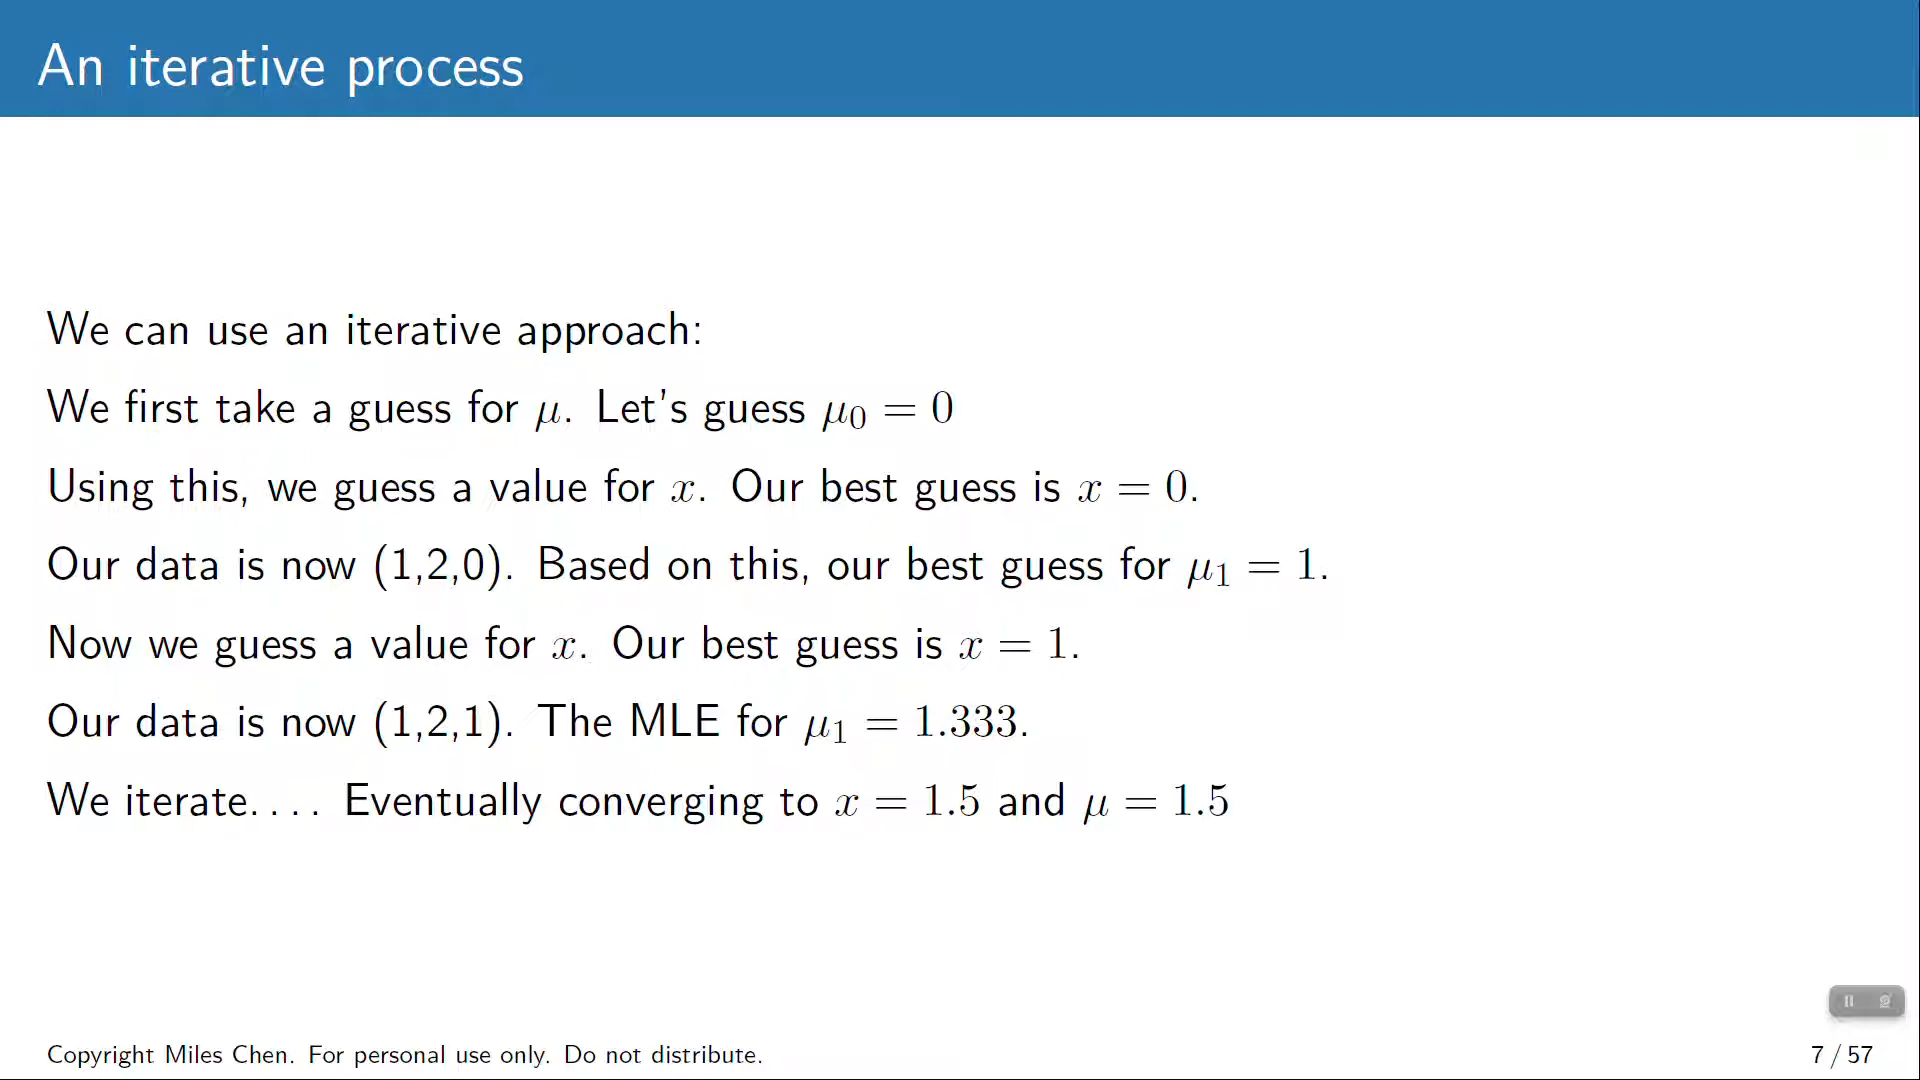 An iterative process
We can use an iterative approach:
We first take a guess for μ. Let's guess μ₀ = 0
Using this, we guess a value for x. Our best guess is x = 0.
Our data is now (1,2,0). Based on this, our best guess for μ₁ = 1.
Now we guess a value for x. Our best guess is x = 1.
Our data is now (1,2,1). The MLE for μ₁ = 1.333.
We iterate. . . . Eventually converging to x = 1.5 and μ = 1.5
Copyright Miles Chen. For personal use only. Do not distribute.
7 / 57